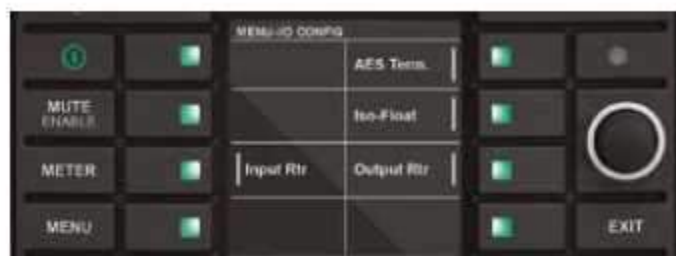 MENU-IO CONFIG
AES Term.
MUTE
ENABLE
Iso-Float
METER
Input Rtr
Output Rtr
MENU
EXIT